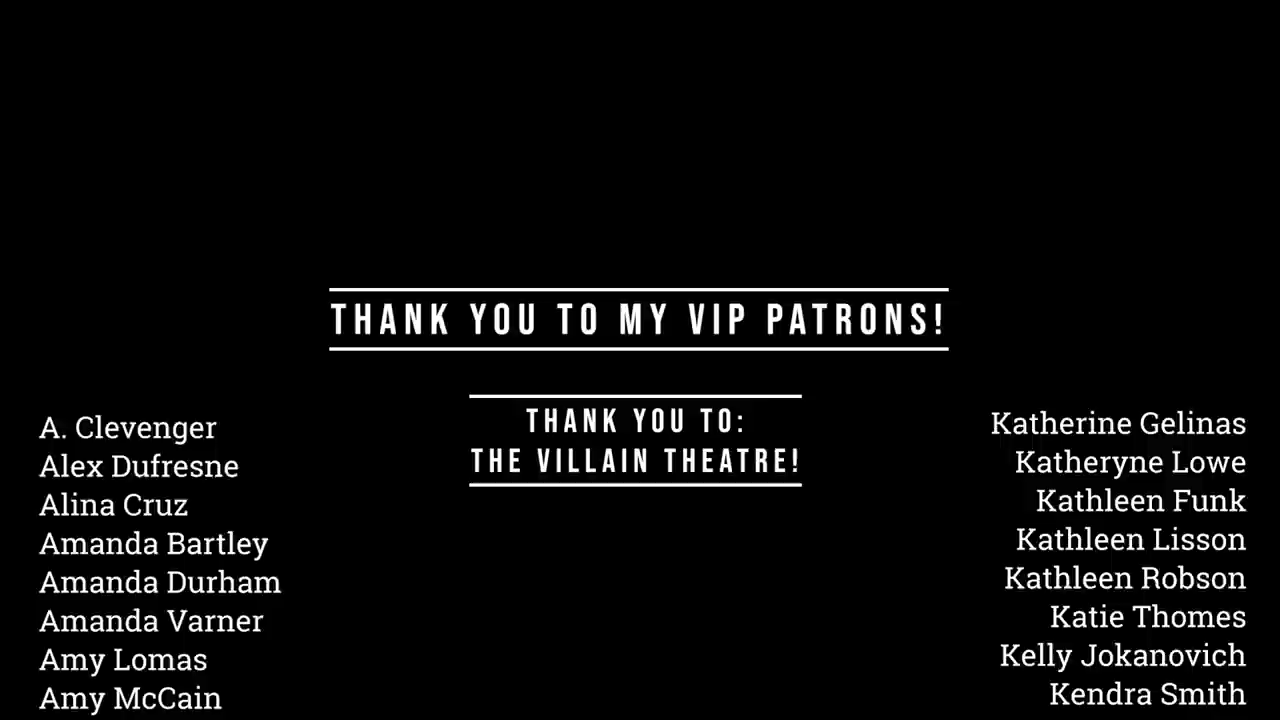 THANK YOU TO MY VIP PATRONS!
THANK YOU TO:
THE VILLAIN THEATRE!
A. Clevenger
Alex Dufresne
Alina Cruz
Amanda Bartley
Amanda Durham
Amanda Varner
Amy Lomas
Amy McCain
Katherine Gelinas
Katheryne Lowe
Kathleen Funk
Kathleen Lisson
Kathleen Robson
Katie Thomes
Kelly Jokanovich
Kendra Smith